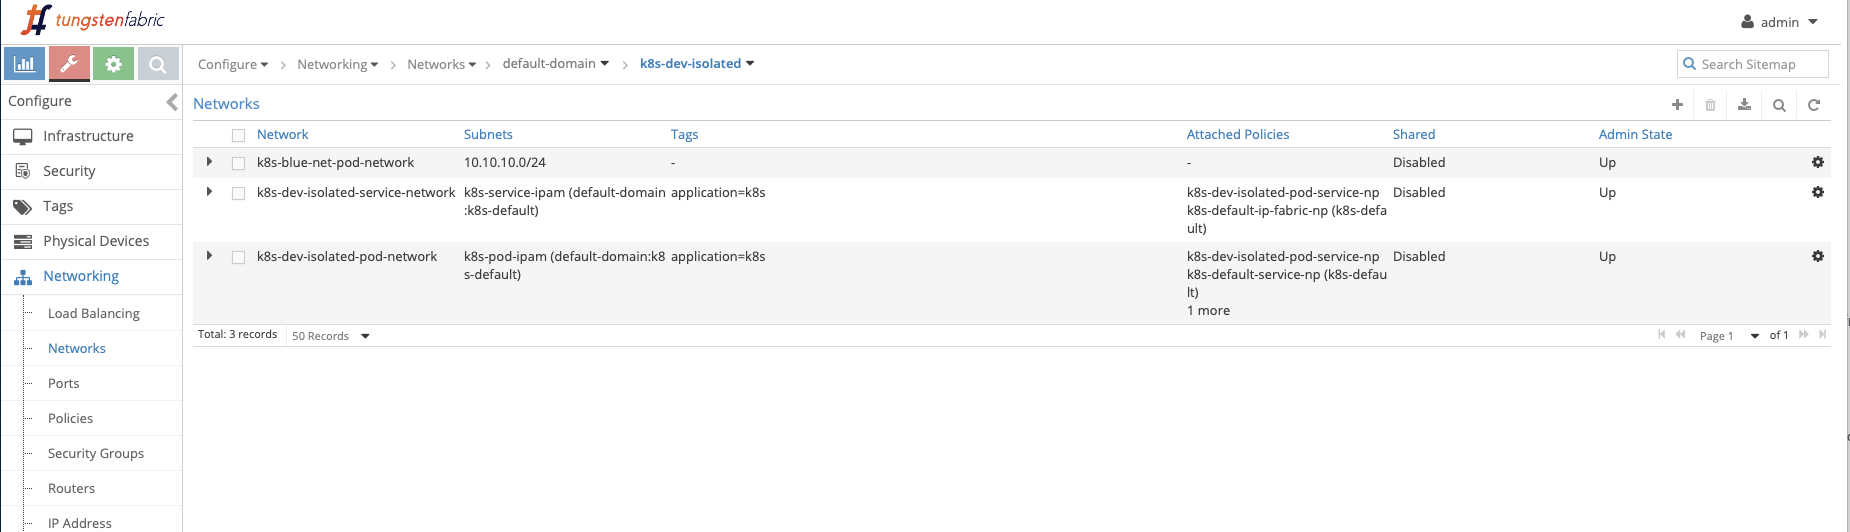 tungstenfabric
admin
Configure
Networking
Networks
default-domain
k8s-dev-isolated
Search Sitemap
Configure
Infrastructure
Security
Tags
Physical Devices
Networking
Load Balancing
Networks
Ports
Policies
Security Groups
Routers
IP Address
Networks
Network Subnets Tags Attached Policies Shared Admin State
k8s-blue-net-pod-network 10.10.10.0/24 - - Disabled Up
k8s-dev-isolated-service-network k8s-service-ipam (default-domain application=k8s k8s-dev-isolated-pod-service-np Disabled Up
:k8s-default) k8s-default-ip-fabric-np (k8s-defa
ult)
k8s-dev-isolated-pod-network k8s-pod-ipam (default-domain:k8 application=k8s k8s-dev-isolated-pod-service-np Disabled Up
s-default) k8s-default-service-np (k8s-defau
lt)
1 more
Total: 3 records 50 Records Page 1 of 1